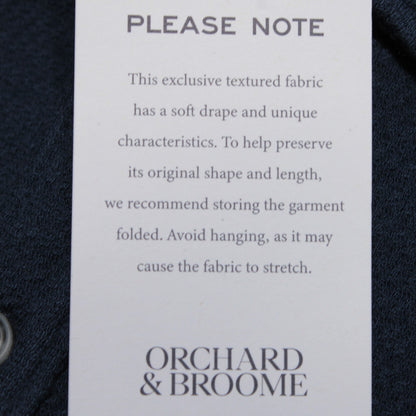 PLEASE NOTE
This exclusive textured fabric
has a soft drape and unique
characteristics. To help preserve
its original shape and length,
we recommend storing the garment
folded. Avoid hanging, as it may
cause the fabric to stretch.
ORCHARD
& BROOME